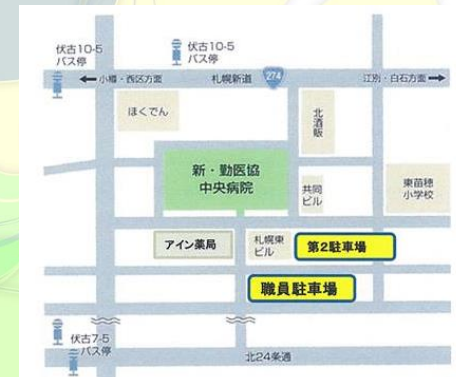 伏古10-5
バス停
伏古10-5
バス停
小樽・西区方面
札幌新道
274
江別・白石方面
ほくでん
北酒販
新・勤医協
中央病院
共同
ビル
東苗穂
小学校
アイン薬局
札幌東
ビル
第2駐車場
職員駐車場
伏古7-5
バス停
北24条通